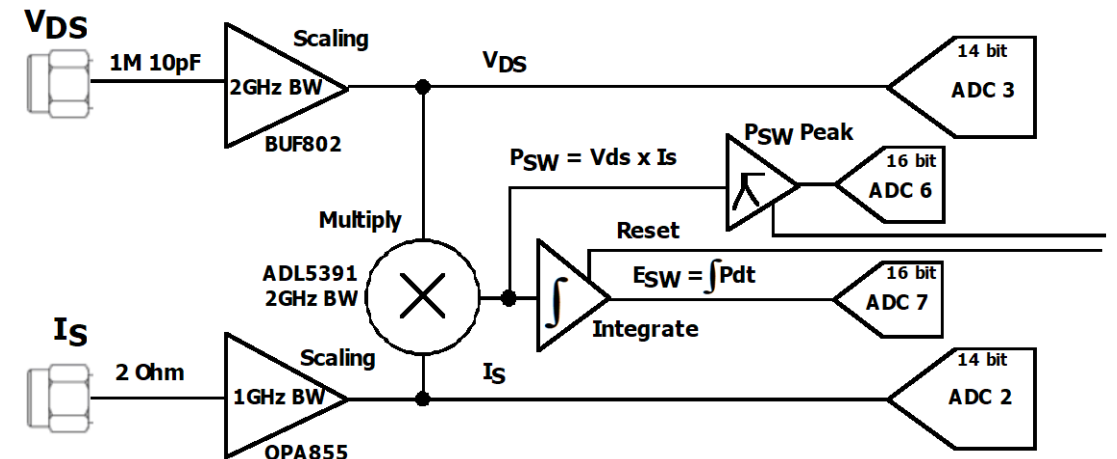 VDS
1M 10pF
Scaling
2GHz BW
BUF802
VDS
14 bit
ADC 3
PSW Peak
PSW = Vds x Is
16 bit
ADC 6
Multiply
Reset
ADL5391
2GHz BW
ESW = ∫Pdt
16 bit
ADC 7
∫
Integrate
IS
2 Ohm
Scaling
1GHz BW
OPA855
IS
14 bit
ADC 2